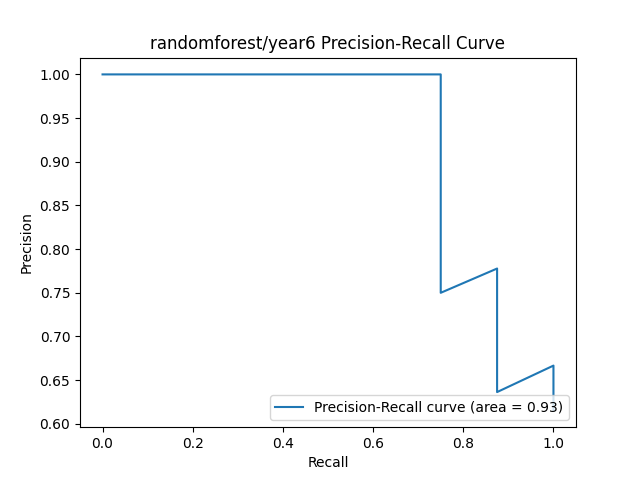 randomforest/year6 Precision-Recall Curve
1.00
0.95
0.90
0.85
0.80
0.75
0.70
0.65
0.60
Precision
Precision-Recall curve (area = 0.93)
0.0 0.2 0.4 0.6 0.8 1.0
Recall